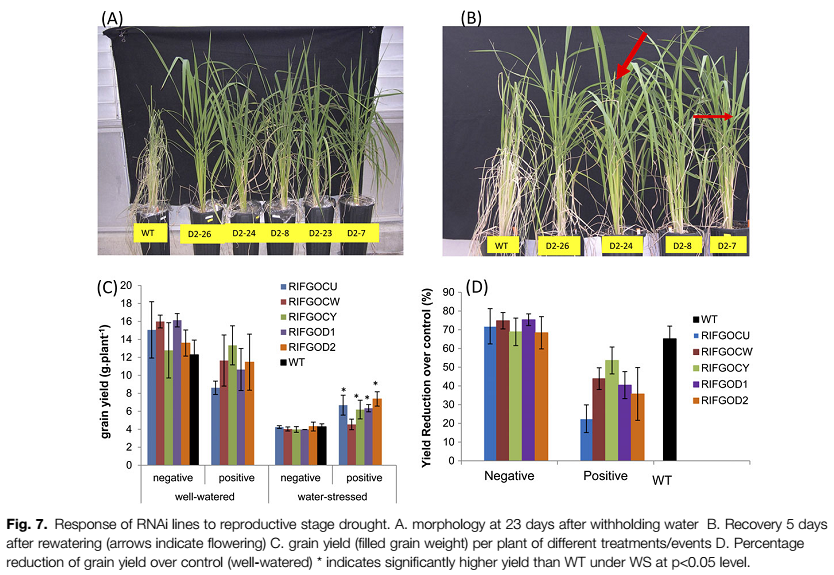 (A)
(B)
WT
D2-26
D2-24
D2-8
D2-23
D2-7
WT
D2-26
D2-24
D2-8
D2-7
(C)
grain yield (g.plant-1)
20
18
16
14
12
10
8
6
4
2
0
RIFGOCU
RIFGOCW
RIFGOCY
RIFGOD1
RIFGOD2
WT
* * * *
negative positive negative positive
well-watered water-stressed
(D)
Yield Reduction over control (%)
90
80
70
60
50
40
30
20
10
0
WT
RIFGOCU
RIFGOCW
RIFGOCY
RIFGOD1
RIFGOD2
Negative Positive WT
Fig. 7. Response of RNAi lines to reproductive stage drought. A. morphology at 23 days after withholding water B. Recovery 5 days
after rewatering (arrows indicate flowering) C. grain yield (filled grain weight) per plant of different treatments/events D. Percentage
reduction of grain yield over control (well-watered) * indicates significantly higher yield than WT under WS at p<0.05 level.